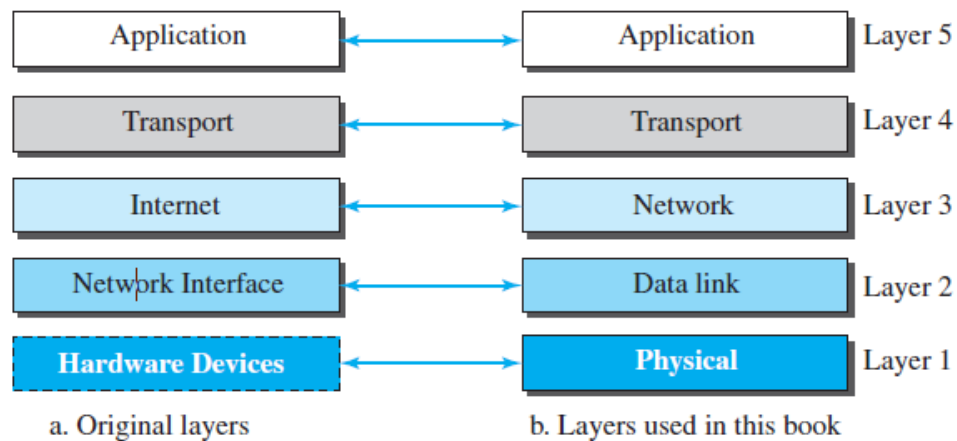 Application Application Layer 5
Transport Transport Layer 4
Internet Network Layer 3
Network Interface Data link Layer 2
Hardware Devices Physical Layer 1
a. Original layers b. Layers used in this book